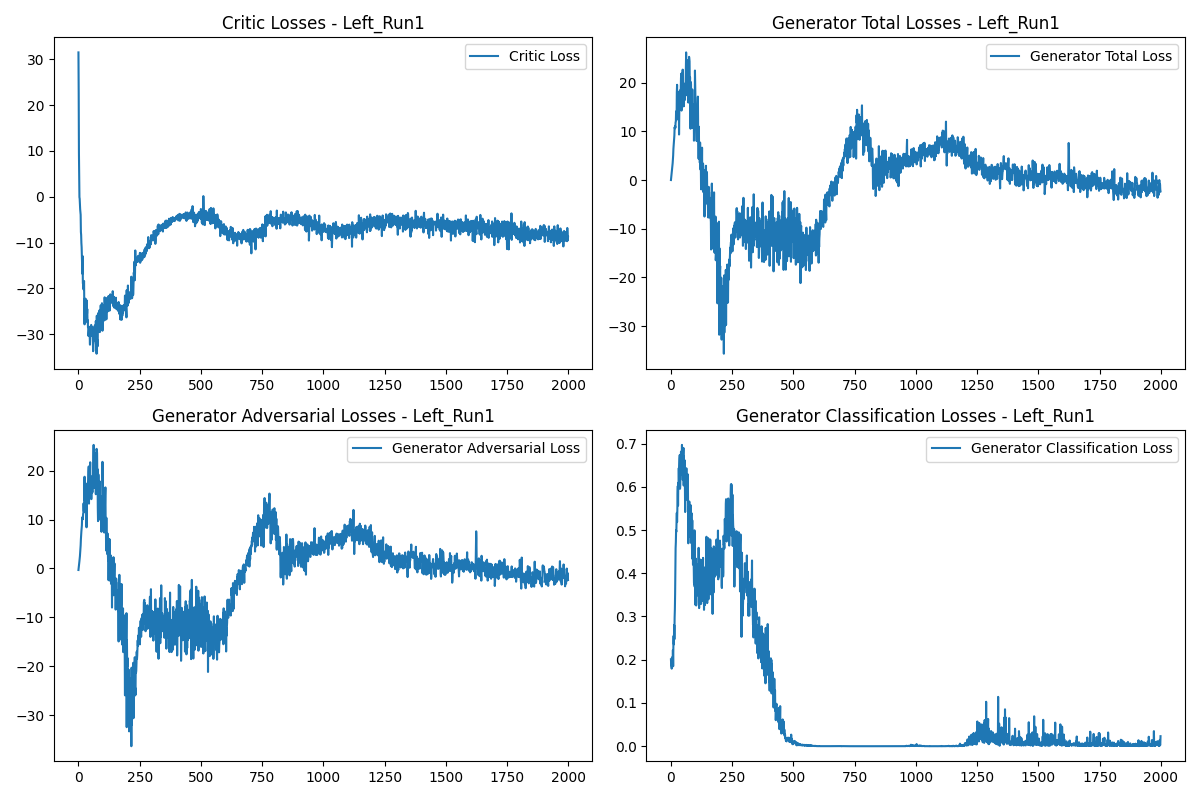 Critic Losses - Left_Run1
Critic Loss
30
20
10
0
−10
−20
−30
0 250 500 750 1000 1250 1500 1750 2000
Generator Total Losses - Left_Run1
Generator Total Loss
20
10
0
−10
−20
−30
0 250 500 750 1000 1250 1500 1750 2000
Generator Adversarial Losses - Left_Run1
Generator Adversarial Loss
20
10
0
−10
−20
−30
0 250 500 750 1000 1250 1500 1750 2000
Generator Classification Losses - Left_Run1
Generator Classification Loss
0.7
0.6
0.5
0.4
0.3
0.2
0.1
0.0
0 250 500 750 1000 1250 1500 1750 2000